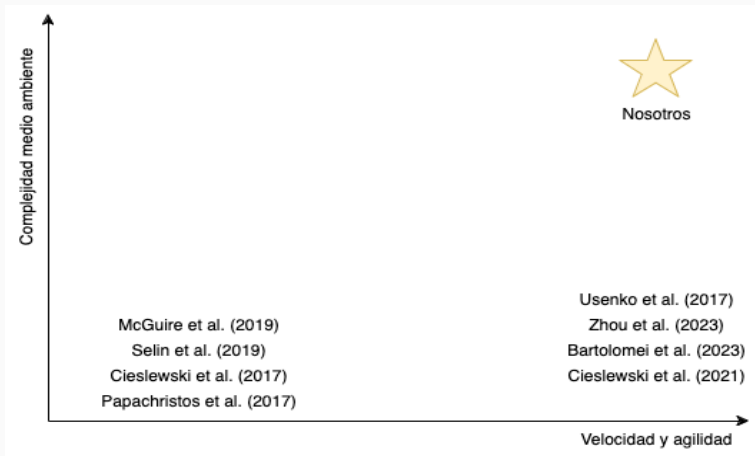 Complejidad medio ambiente
Nosotros
Usenko et al. (2017)
Zhou et al. (2023)
Bartolomei et al. (2023)
Cieslewski et al. (2021)
McGuire et al. (2019)
Selin et al. (2019)
Cieslewski et al. (2017)
Papachristos et al. (2017)
Velocidad y agilidad